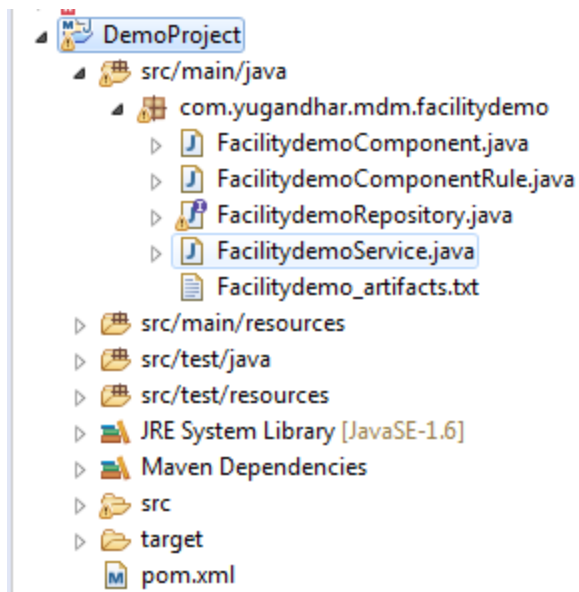 DemoProject
src/main/java
com.yugandhar.mdm.facilitydemo
FacilitydemoComponent.java
FacilitydemoComponentRule.java
FacilitydemoRepository.java
FacilitydemoService.java
Facilitydemo_artifacts.txt
src/main/resources
src/test/java
src/test/resources
JRE System Library [JavaSE-1.6]
Maven Dependencies
src
target
pom.xml